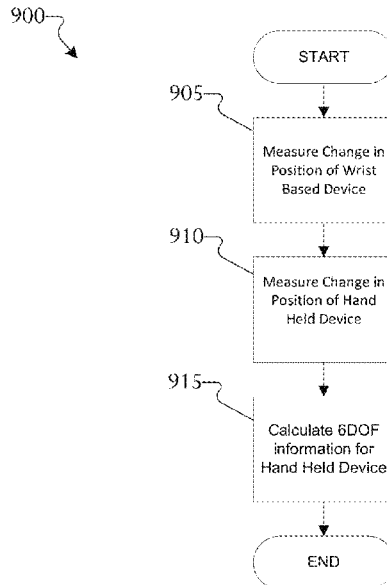 900
START
905
Measure Change in
Position of Wrist
Based Device
910
Measure Change in
Position of Hand
Held Device
915
Calculate 6DOF
information for
Hand Held Device
END